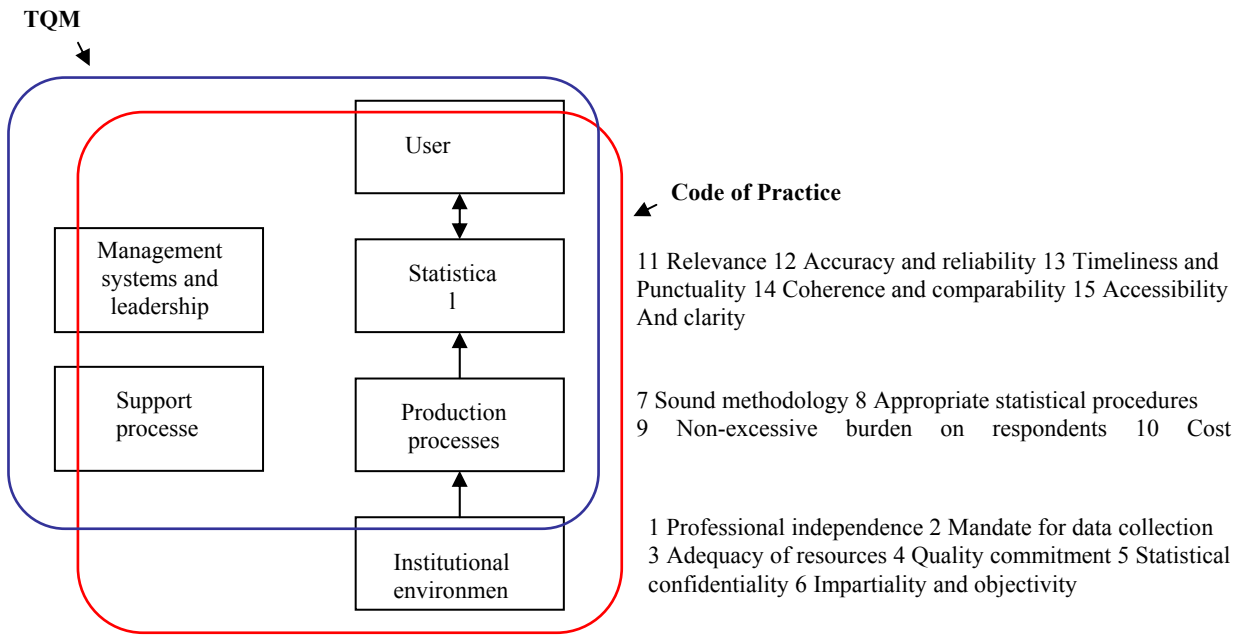 TQM
User
Code of Practice
Management
systems and
leadership
Statistica
l
11 Relevance 12 Accuracy and reliability 13 Timeliness and
Punctuality 14 Coherence and comparability 15 Accessibility
And clarity
Support
processe
Production
processes
7 Sound methodology 8 Appropriate statistical procedures
9 Non-excessive burden on respondents 10 Cost
Institutional
environmen
1 Professional independence 2 Mandate for data collection
3 Adequacy of resources 4 Quality commitment 5 Statistical
confidentiality 6 Impartiality and objectivity